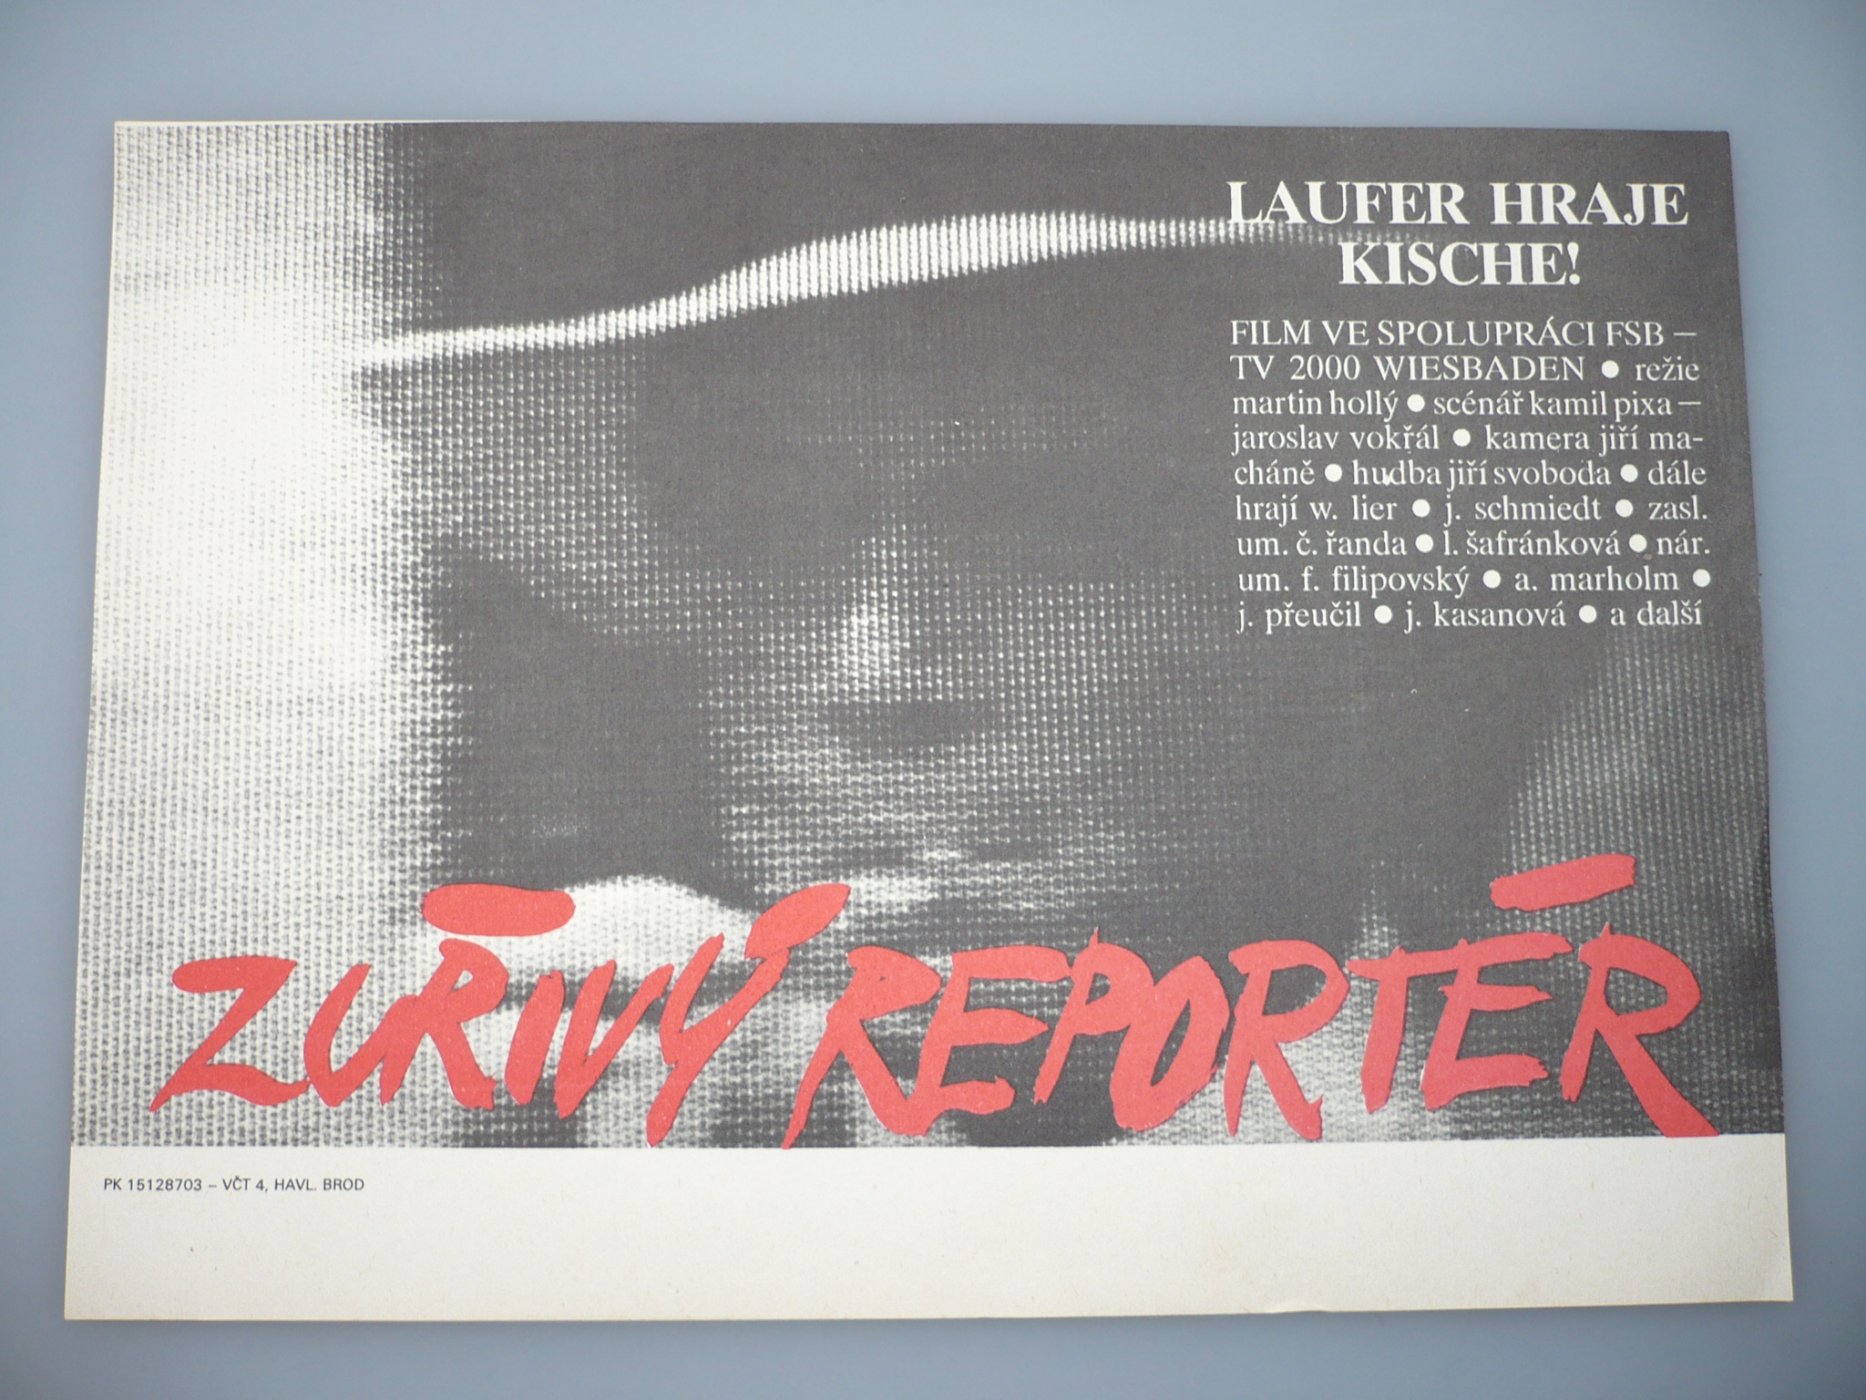 LAUFER HRAJE
KISCHE!
FILM VE SPOLUPRÁCI FSB –
TV 2000 WIESBADEN ● režie
martin hollý ● scénář kamil pixa –
jaroslav vokřál ● kamera jiří ma-
cháně ● hudba jiří svoboda ● dále
hrají w. lier ● j. schmiedt ● zasl.
um. č. řanda ● l. šafránková ● nár.
um. f. filipovský ● a. marholm ●
j. přeučil ● j. kasanová ● a další
ZUŘIVÝ REPORTÉR
PK 15128703 – VČT 4, HAVL. BROD